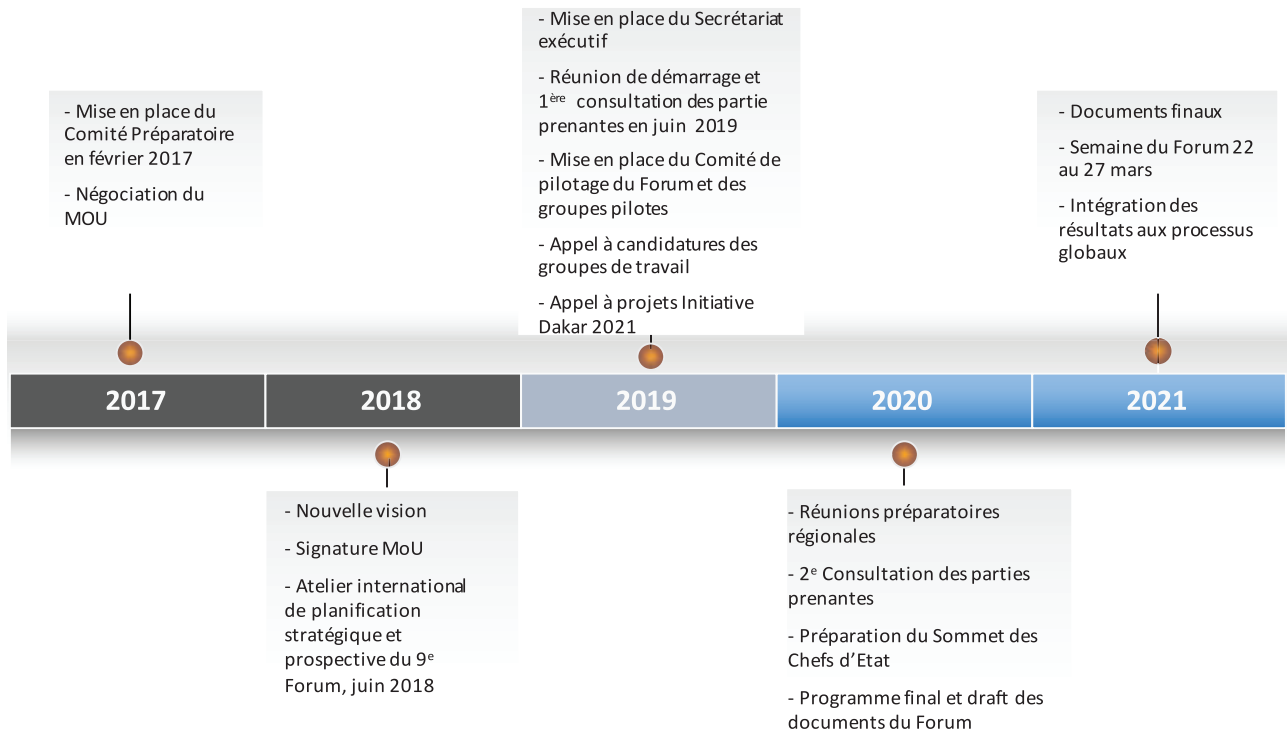 - Mise en place du
Comité Préparatoire
en février 2017
- Négociation du
MOU
- Mise en place du Secrétariat
exécutif
- Réunion de démarrage et
1ère consultation des partie
prenantes en juin 2019
- Mise en place du Comité de
pilotage du Forum et des
groupes pilotes
- Appel à candidatures des
groupes de travail
- Appel à projets Initiative
Dakar 2021
- Documents finaux
- Semaine du Forum 22
au 27 mars
- Intégration des
résultats aux processus
globaux
2017
2018
2019
2020
2021
- Nouvelle vision
- Signature MoU
- Atelier international
de planification
stratégique et
prospective du 9e
Forum, juin 2018
- Réunions préparatoires
régionales
- 2e Consultation des parties
prenantes
- Préparation du Sommet des
Chefs d’Etat
- Programme final et draft des
documents du Forum